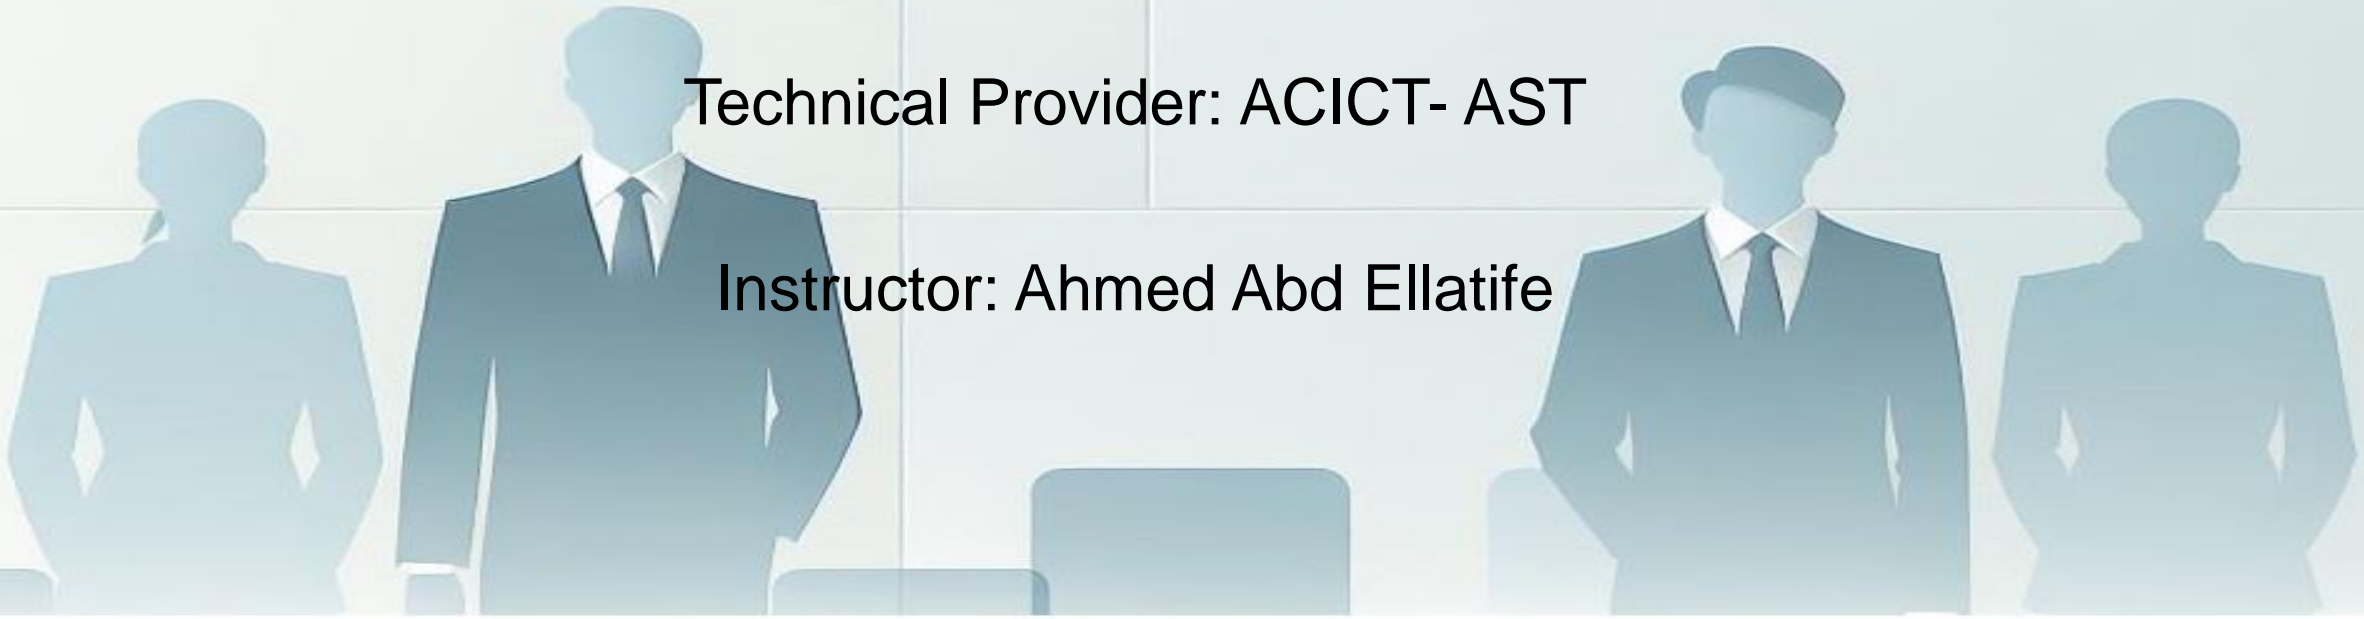 Technical Provider: ACICT- AST
Instructor: Ahmed Abd Ellatife